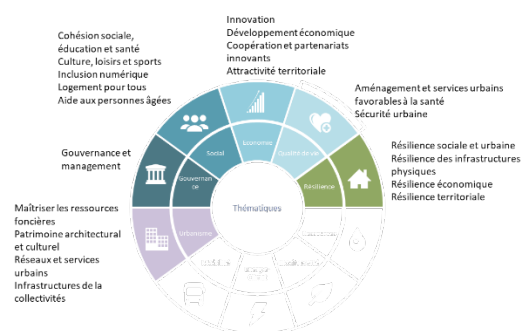 Innovation
Développement économique
Coopération et partenariats
innovants
Attractivité territoriale
Cohésion sociale,
éducation et santé
Culture, loisirs et sports
Inclusion numérique
Logement pour tous
Aide aux personnes âgées
Aménagement et services urbains
favorables à la santé
Sécurité urbaine
Gouvernance et
management
Résilience sociale et urbaine
Résilience des infrastructures
physiques
Résilience économique
Résilience territoriale
Maîtriser les ressources
foncières
Patrimoine architectural
et culturel
Réseaux et services
urbains
Infrastructures de la
collectivités
Economie
Social
Qualité de vie
Gouvernan
ce
Résilience
Urbanisme
Thématiques